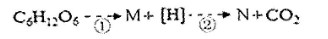 C₆H₁₂O₆ --①--→ M + [H] --②--→ N + CO₂